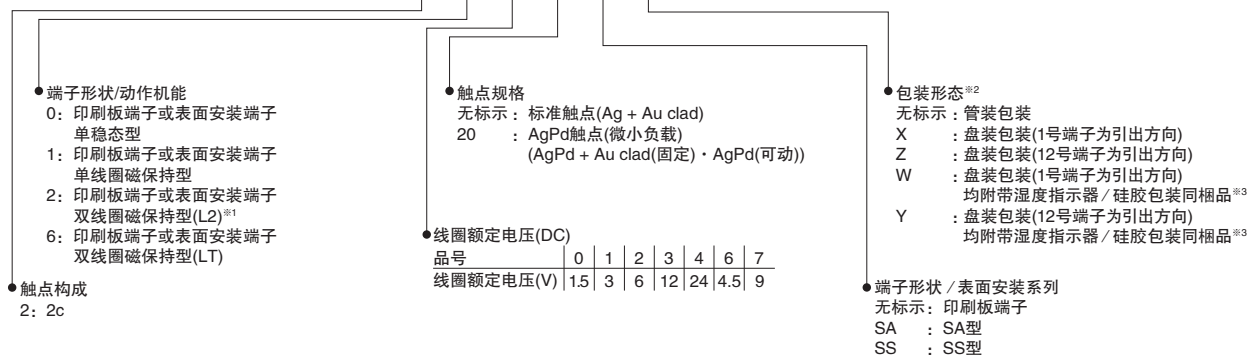 端子形状/动作机能
0：印刷板端子或表面安装端子
单稳态型
1：印刷板端子或表面安装端子
单线圈磁保持型
2：印刷板端子或表面安装端子
双线圈磁保持型(L2)※1
6：印刷板端子或表面安装端子
双线圈磁保持型(LT)
触点构成
2：2c
触点规格
无标示：标准触点(Ag + Au clad)
20 ：AgPd触点(微小负载)
(AgPd + Au clad(固定)・AgPd(可动))
线圈额定电压(DC)
品号 0 1 2 3 4 6 7
线圈额定电压(V) 1.5 3 6 12 24 4.5 9
包装形态※2
无标示：管装包装
X ：盘装包装(1号端子为引出方向)
Z ：盘装包装(12号端子为引出方向)
W ：盘装包装(1号端子为引出方向)
均附带湿度指示器／硅胶包装同梱品※3
Y ：盘装包装(12号端子为引出方向)
均附带湿度指示器／硅胶包装同梱品※3
端子形状／表面安装系列
无标示：印刷板端子
SA ：SA型
SS ：SS型